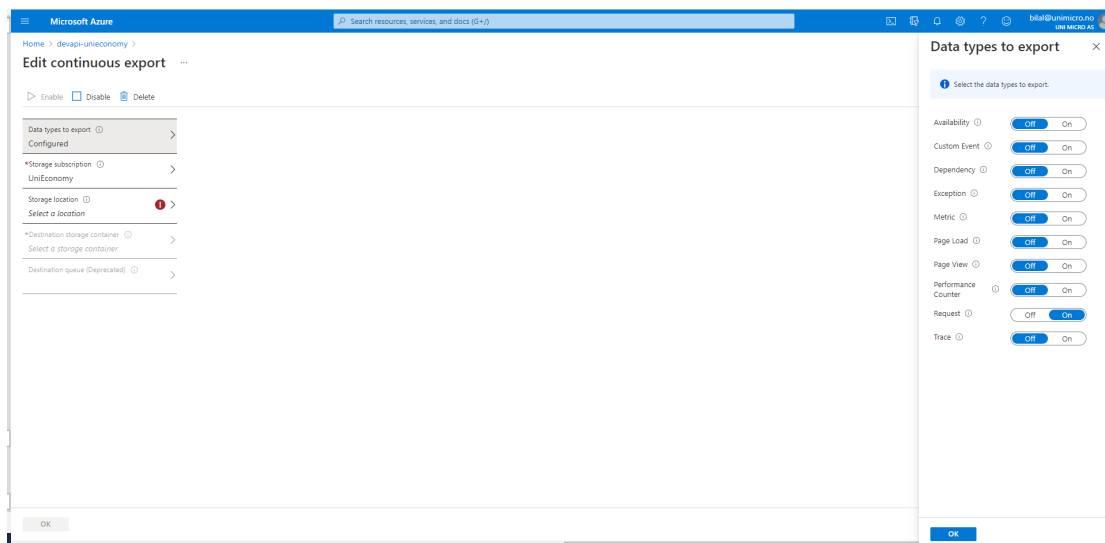 Microsoft Azure
Search resources, services, and docs (G+/)
bilal@unimicro.no
UNI MICRO AS
Home > devapi-unieconomy >
Edit continuous export ...
Enable Disable Delete
Data types to export
Configured
*Storage subscription
UniEconomy
Storage location
Select a location
*Destination storage container
Select a storage container
Destination queue (Deprecated)
OK
Data types to export
Select the data types to export.
Availability Off On
Custom Event Off On
Dependency Off On
Exception Off On
Metric Off On
Page Load Off On
Page View Off On
Performance
Counter Off On
Request Off On
Trace Off On
OK